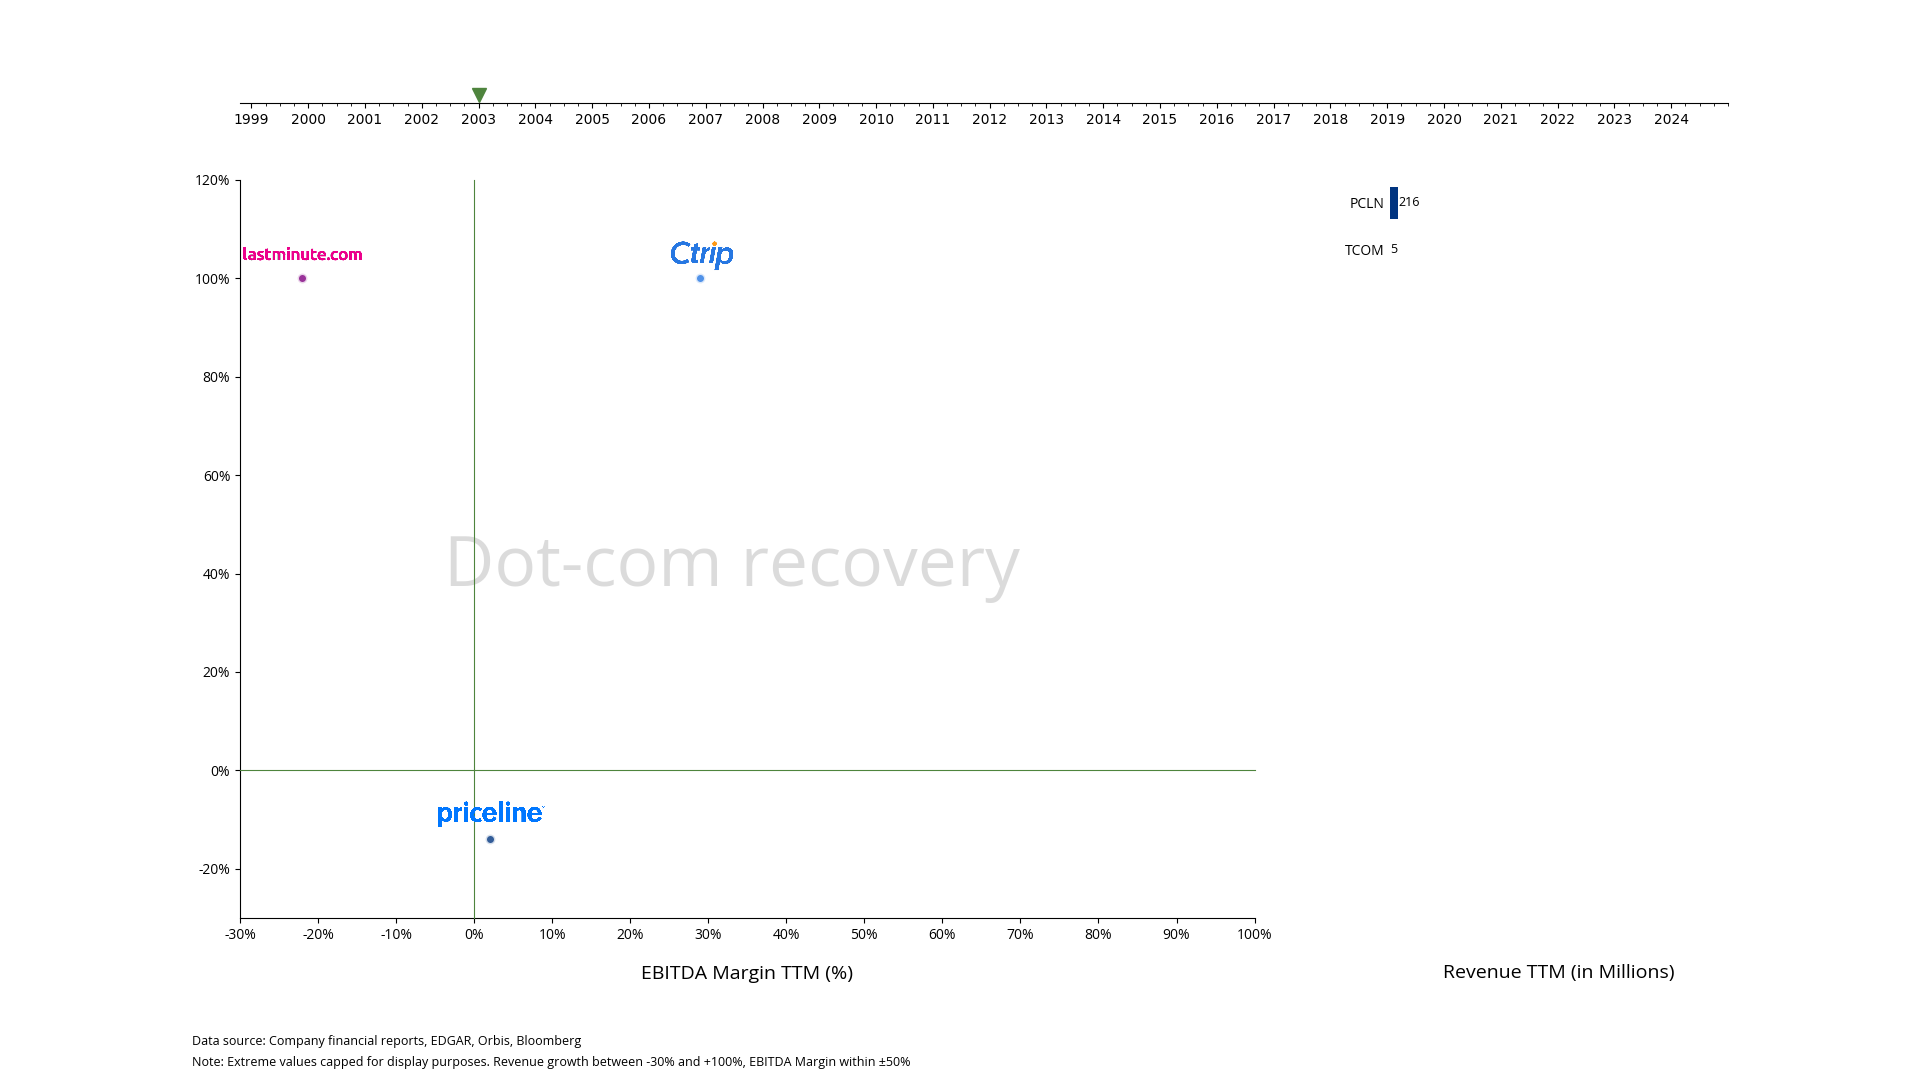 1999 2000 2001 2002 2003 2004 2005 2006 2007 2008 2009 2010 2011 2012 2013 2014 2015 2016 2017 2018 2019 2020 2021 2022 2023 2024
120%
PCLN 216
lastminute.com
Ctrip
TCOM 5
100%
80%
60%
Dot-com recovery
40%
20%
0%
priceline
-20%
-30% -20% -10% 0% 10% 20% 30% 40% 50% 60% 70% 80% 90% 100%
EBITDA Margin TTM (%)
Revenue TTM (in Millions)
Data source: Company financial reports, EDGAR, Orbis, Bloomberg
Note: Extreme values capped for display purposes. Revenue growth between -30% and +100%, EBITDA Margin within ±50%